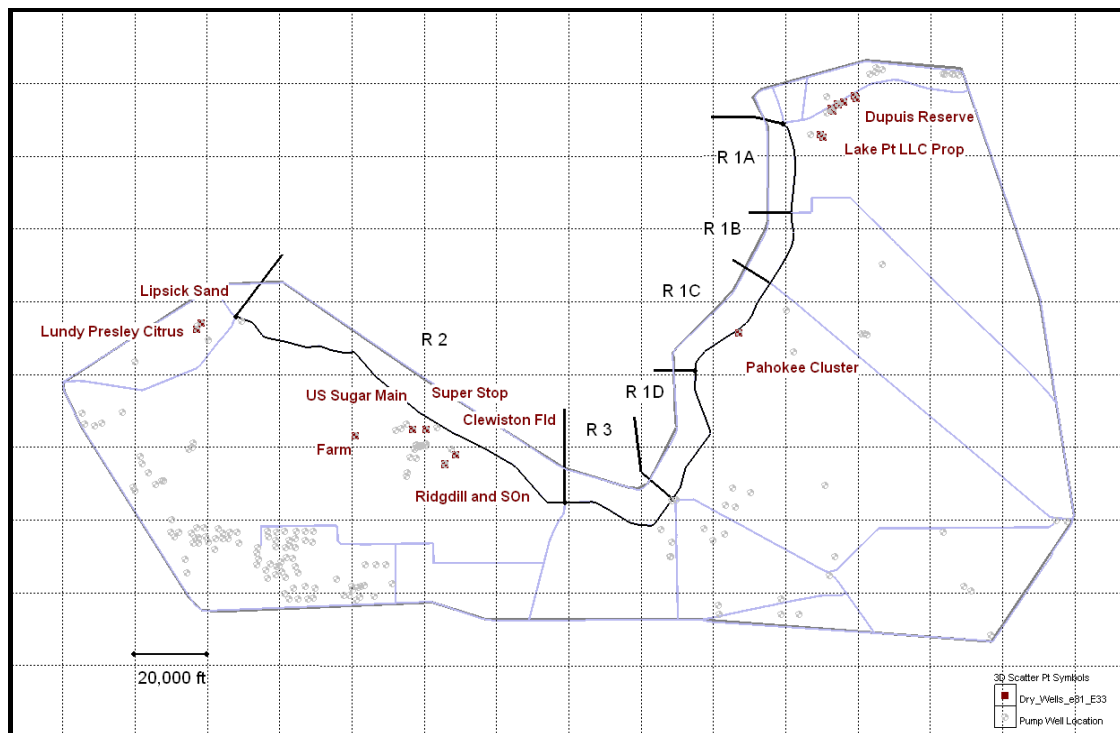 Dupuis Reserve
Lake Pt LLC Prop
R 1A
R 1B
Lipsick Sand
R 1C
Lundy Presley Citrus
R 2
Pahokee Cluster
US Sugar Main
Super Stop
R 1D
Clewiston Fld
R 3
Farm
Ridgdill and SOn
20,000 ft
3D Scatter Pt Symbols
Dry_Wells_e81_E33
Pump Well Location